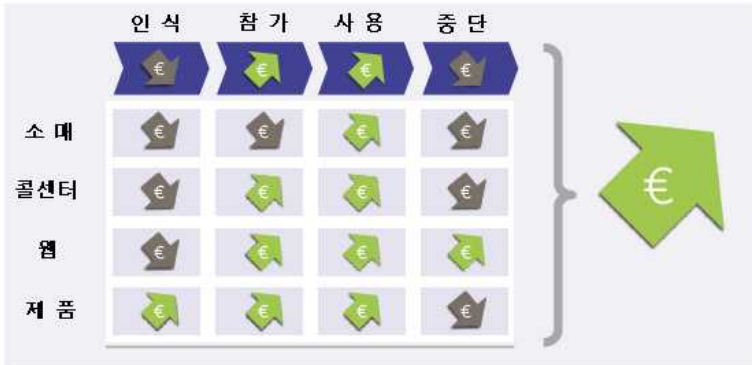 인 식 참 가 사 용 중 단
€ € € €
소 매 € € € €
€
콜센터 € € € €
웹 € € € €
제 품 € € € €